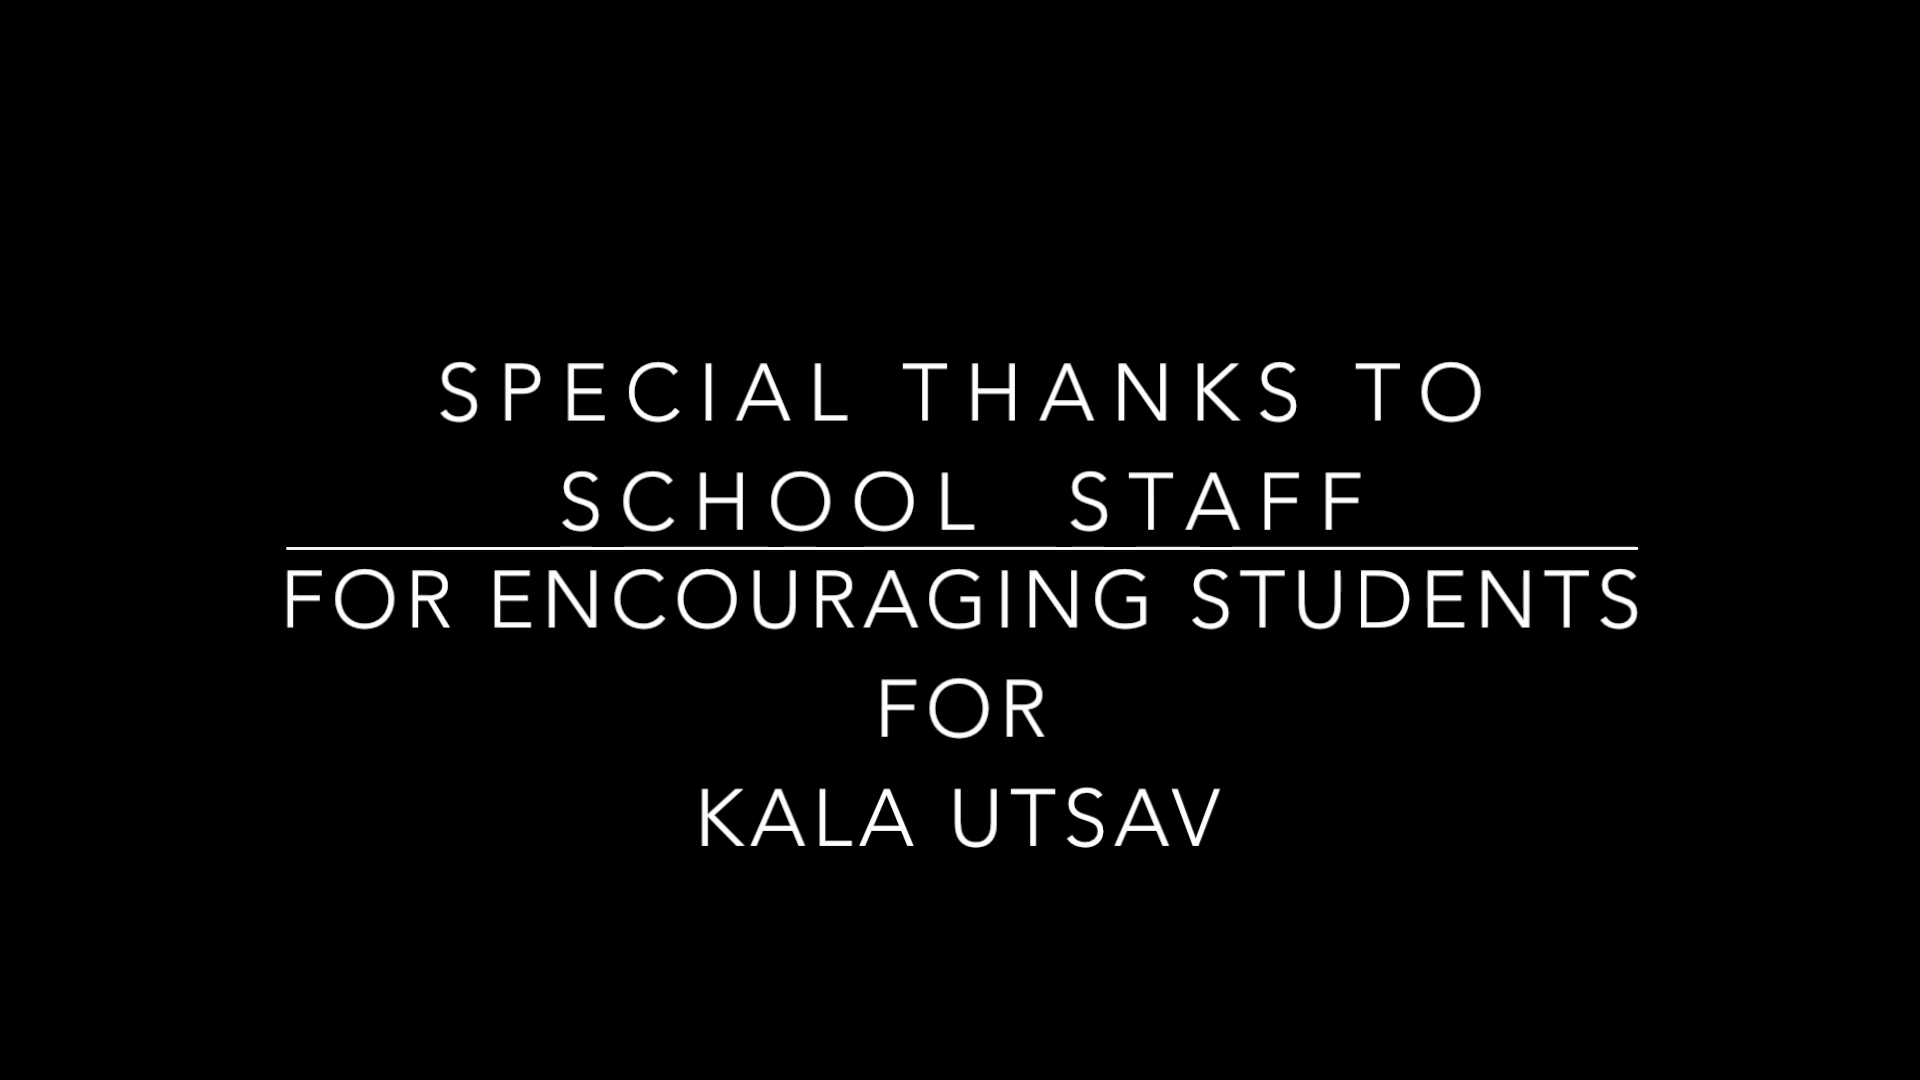 SPECIAL THANKS TO
SCHOOL STAFF
FOR ENCOURAGING STUDENTS
FOR
KALA UTSAV